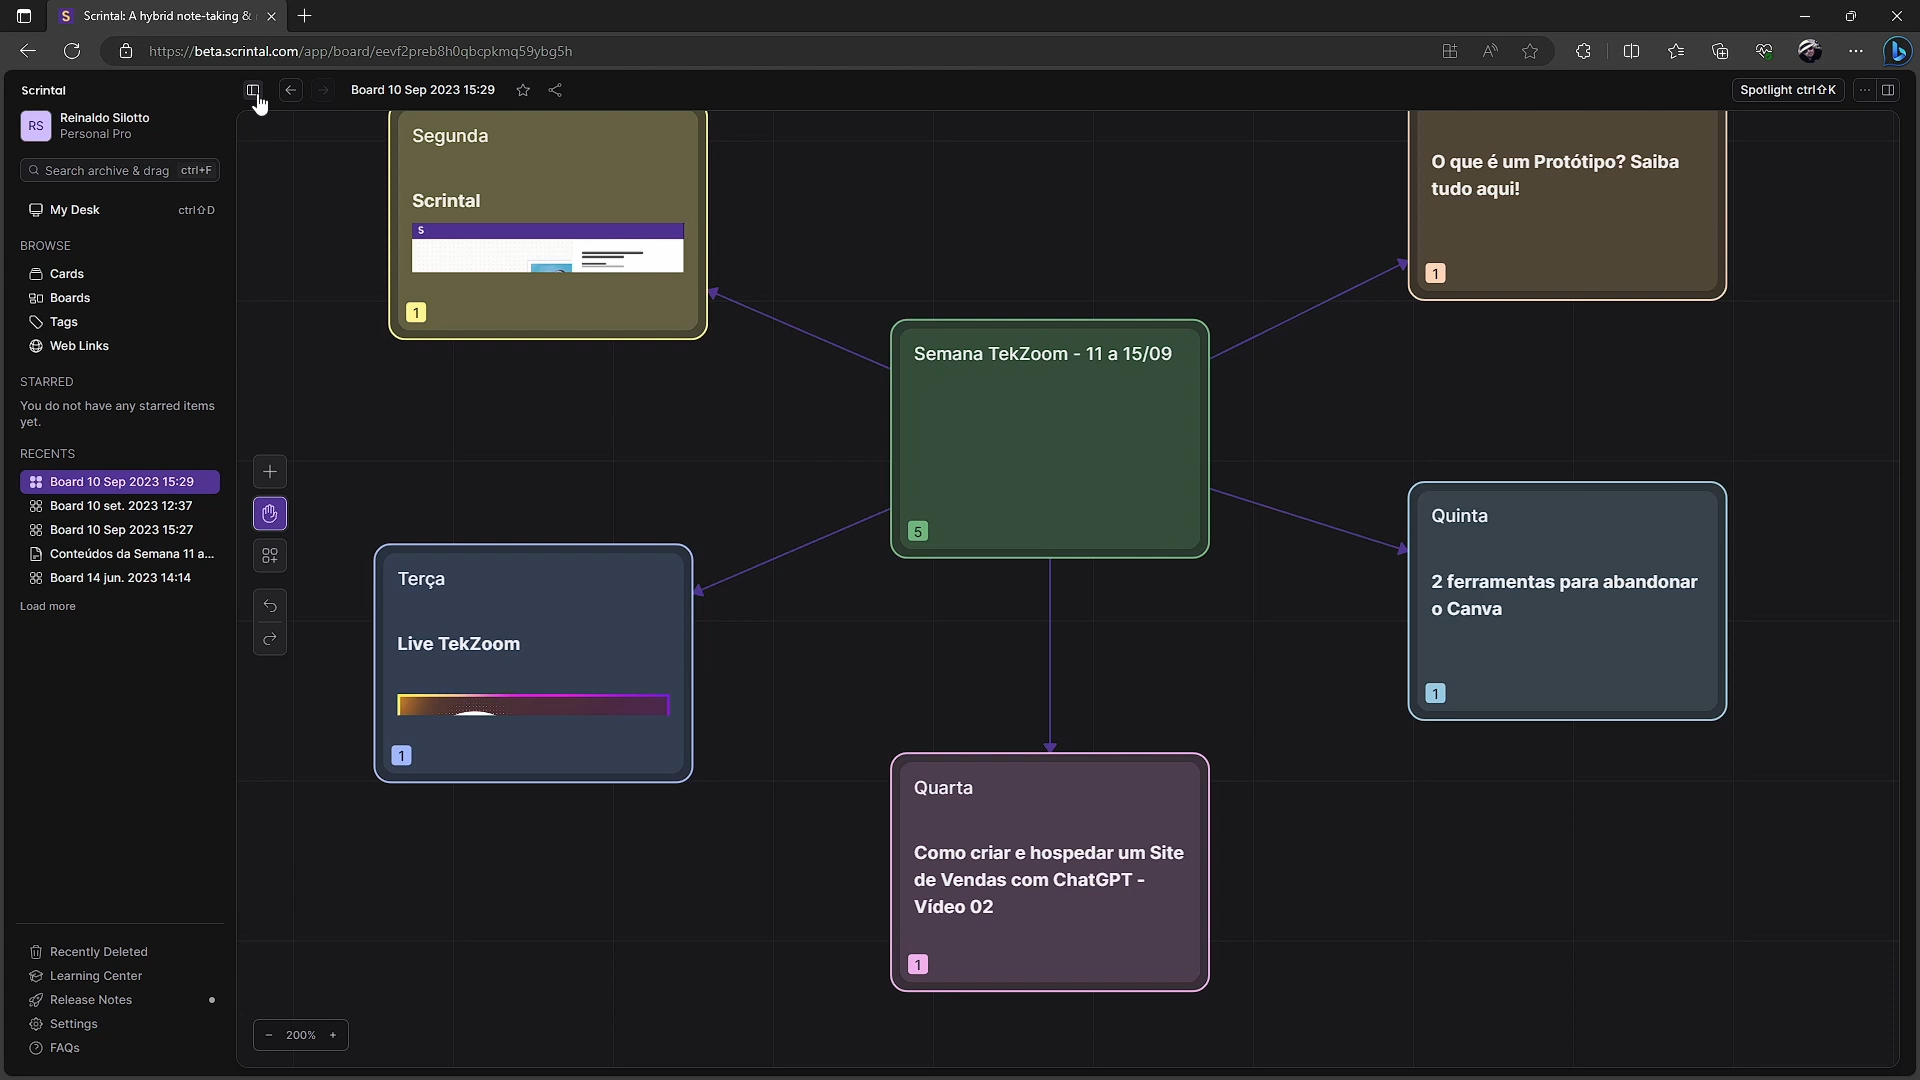 Scrintal: A hybrid note-taking &
https://beta.scrintal.com/app/board/eevf2preb8h0qbcpkmq59ybg5h
Scrintal
Board 10 Sep 2023 15:29
Spotlight ctrl⇧K
RS
Reinaldo Silotto
Personal Pro
Search archive & drag ctrl+F
My Desk ctrl⇧D
BROWSE
Cards
Boards
Tags
Web Links
STARRED
You do not have any starred items
yet.
RECENTS
Board 10 Sep 2023 15:29
Board 10 set. 2023 12:37
Board 10 Sep 2023 15:27
Conteúdos da Semana 11 a...
Board 14 jun. 2023 14:14
Load more
Recently Deleted
Learning Center
Release Notes
Settings
FAQs
200%
Segunda
Scrintal
S
1
O que é um Protótipo? Saiba
tudo aqui!
1
Semana TekZoom - 11 a 15/09
5
Terça
Live TekZoom
1
Quinta
2 ferramentas para abandonar
o Canva
1
Quarta
Como criar e hospedar um Site
de Vendas com ChatGPT -
Vídeo 02
1